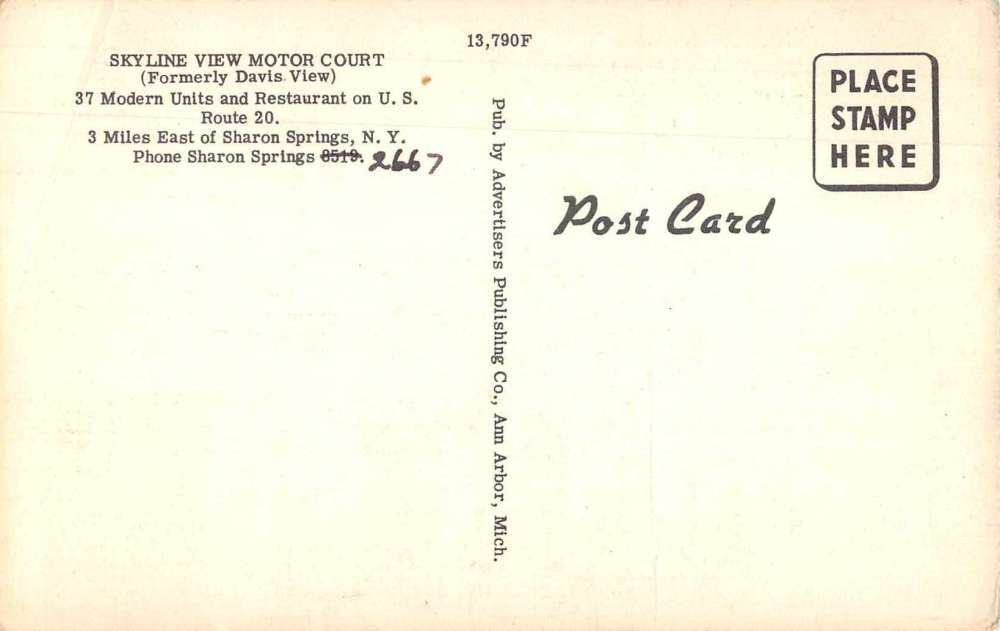 13,790F
SKYLINE VIEW MOTOR COURT
(Formerly Davis View)
37 Modern Units and Restaurant on U. S.
Route 20.
3 Miles East of Sharon Springs, N. Y.
Phone Sharon Springs 8519. 2667
Pub. by Advertisers Publishing Co., Ann Arbor, Mich.
PLACE
STAMP
HERE
Post Card